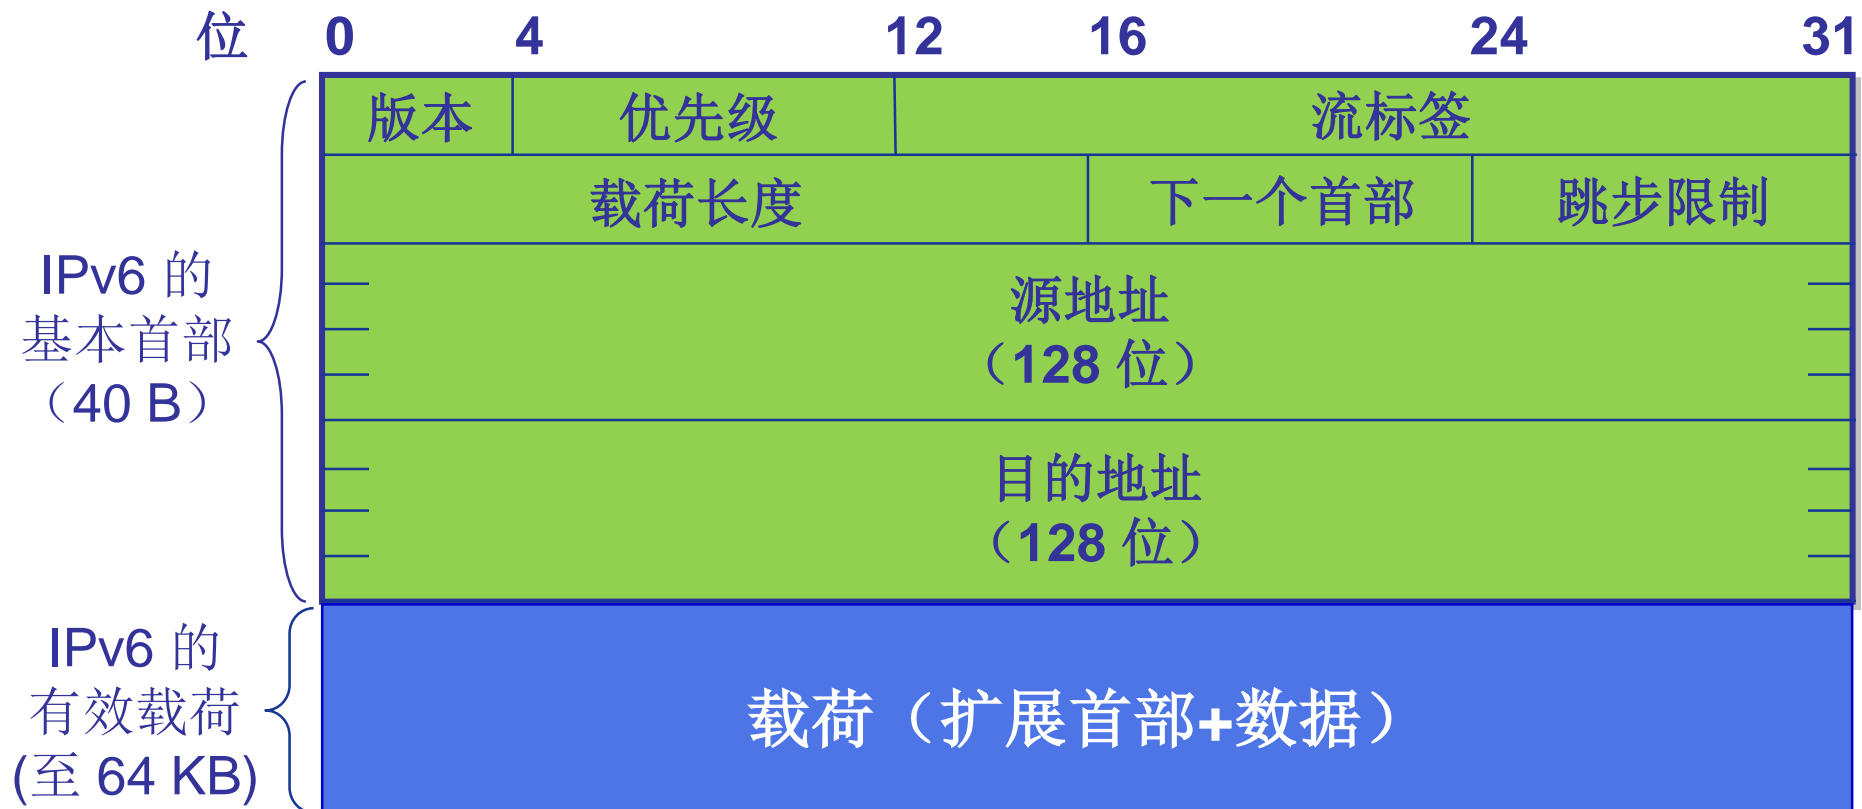 位 0 4 12 16 24 31
版本 优先级 流标签
载荷长度 下一个首部 跳步限制
源地址
（128 位）
目的地址
（128 位）
IPv6 的
基本首部
（40 B）
IPv6 的
有效载荷
(至 64 KB)
载荷（扩展首部+数据）